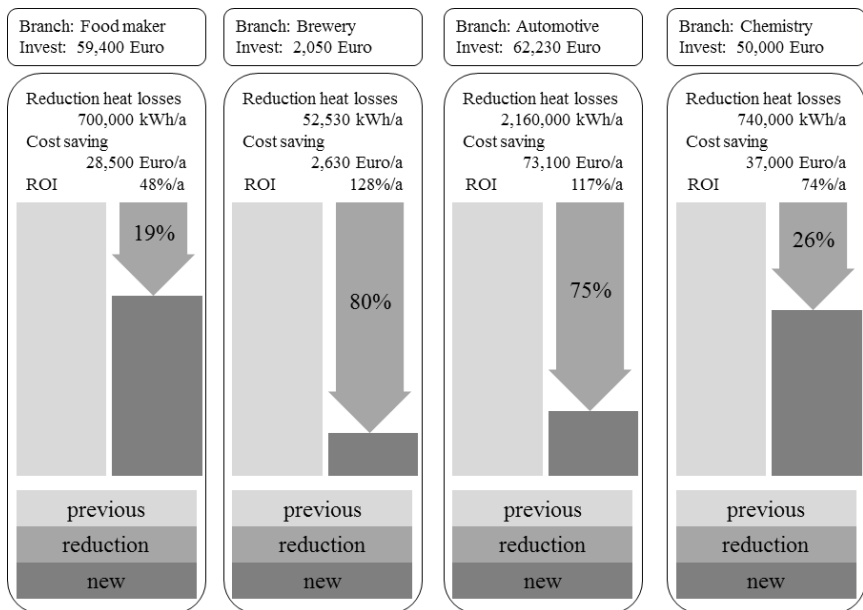 Branch: Food maker
Invest: 59,400 Euro
Reduction heat losses
700,000 kWh/a
Cost saving
28,500 Euro/a
ROI 48%/a
19%
previous
reduction
new
Branch: Brewery
Invest: 2,050 Euro
Reduction heat losses
52,530 kWh/a
Cost saving
2,630 Euro/a
ROI 128%/a
80%
previous
reduction
new
Branch: Automotive
Invest: 62,230 Euro
Reduction heat losses
2,160,000 kWh/a
Cost saving
73,100 Euro/a
ROI 117%/a
75%
previous
reduction
new
Branch: Chemistry
Invest: 50,000 Euro
Reduction heat losses
740,000 kWh/a
Cost saving
37,000 Euro/a
ROI 74%/a
26%
previous
reduction
new